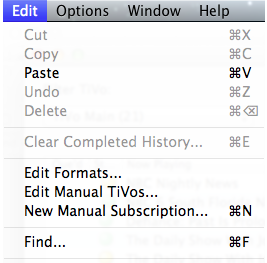 Edit Options Window Help
Cut ⌘X
Copy ⌘C
Paste ⌘V
Undo ⌘Z
Delete ⌘⌫
Clear Completed History... ⌘E
Edit Formats...
Edit Manual TiVos...
New Manual Subscription... ⌘N
Find... ⌘F